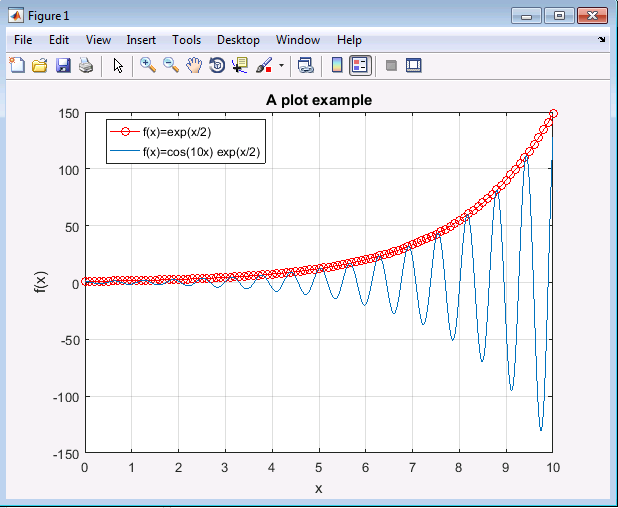 Figure 1
File Edit View Insert Tools Desktop Window Help
A plot example
f(x)=exp(x/2)
f(x)=cos(10x) exp(x/2)
150
100
50
0
-50
-100
-150
f(x)
0 1 2 3 4 5 6 7 8 9 10
x